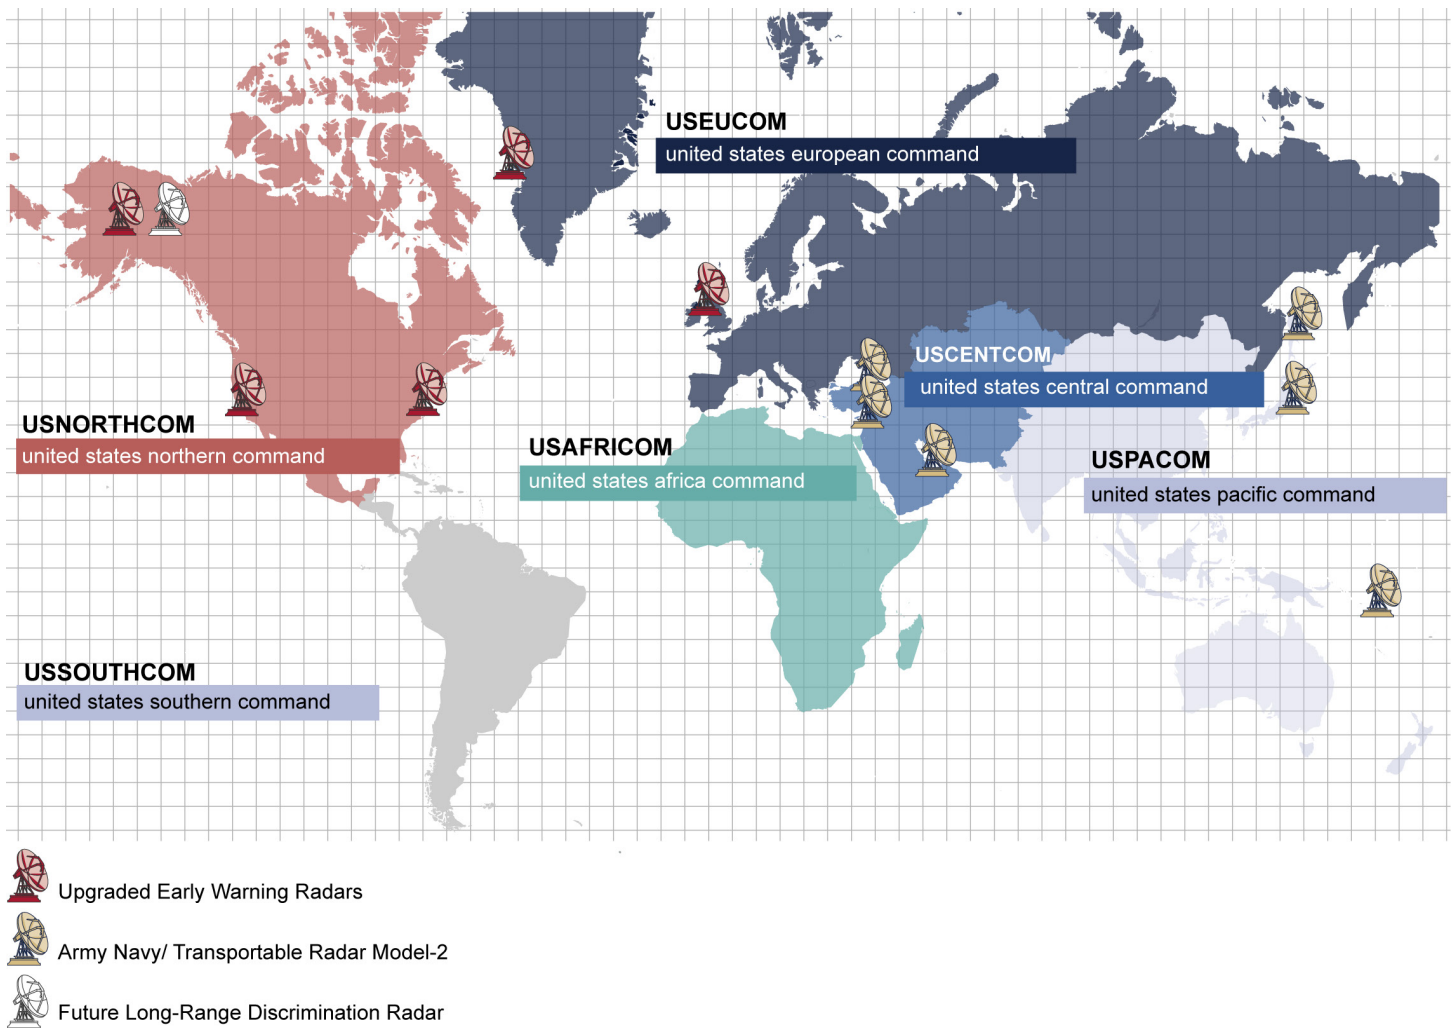 USEUCOM
united states european command
USCENTCOM
united states central command
USNORTHCOM
united states northern command
USAFRICOM
united states africa command
USPACOM
united states pacific command
USSOUTHCOM
united states southern command
Upgraded Early Warning Radars
Army Navy/ Transportable Radar Model-2
Future Long-Range Discrimination Radar